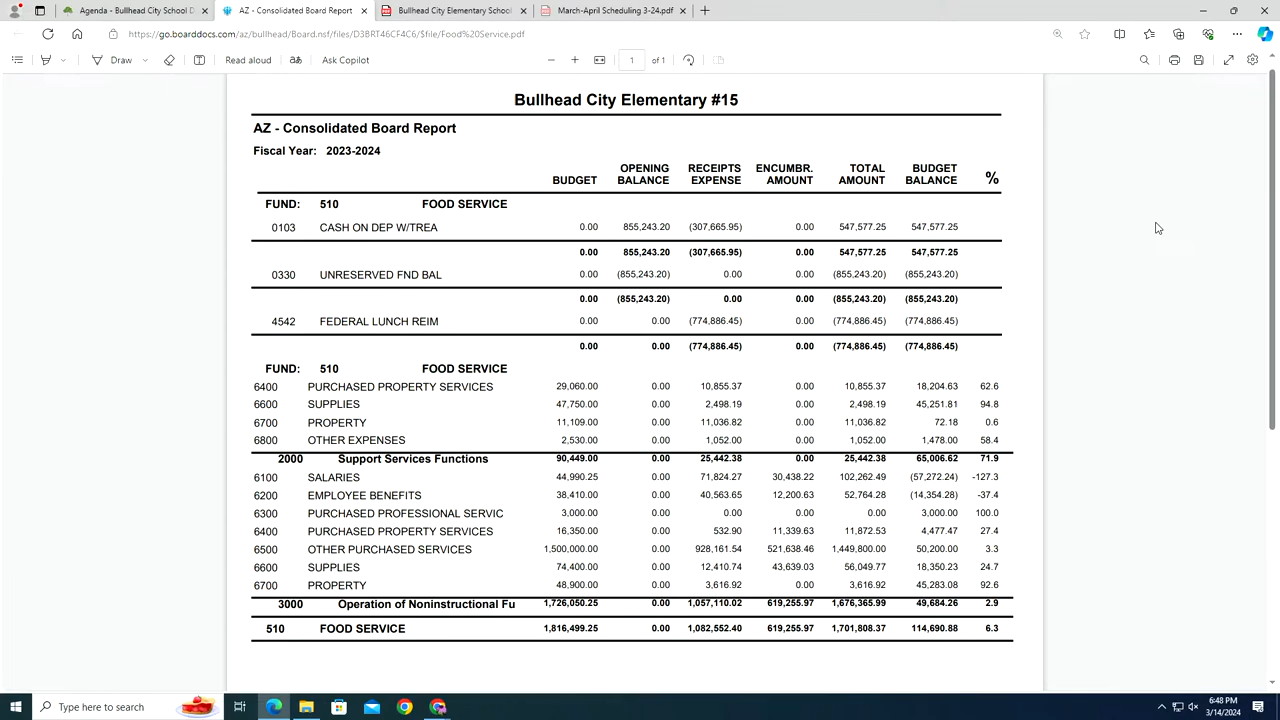 Agenda - Bullhead City School D
AZ - Consolidated Board Report
Bullhead City Elementary School
March-April Scheduling 3-24.pdf
https://go.boarddocs.com/az/bullhead/Board.nsf/files/D3BRT46CF4C6/$file/Food%20Service.pdf
Draw
Read aloud
Ask Copilot
1 of 1
Bullhead City Elementary #15
AZ - Consolidated Board Report
Fiscal Year: 2023-2024
BUDGET OPENING BALANCE RECEIPTS EXPENSE ENCUMBR. AMOUNT TOTAL AMOUNT BUDGET BALANCE %
FUND: 510 FOOD SERVICE
0103 CASH ON DEP W/TREA 0.00 855,243.20 (307,665.95) 0.00 547,577.25 547,577.25
0.00 855,243.20 (307,665.95) 0.00 547,577.25 547,577.25
0330 UNRESERVED FND BAL 0.00 (855,243.20) 0.00 0.00 (855,243.20) (855,243.20)
0.00 (855,243.20) 0.00 0.00 (855,243.20) (855,243.20)
4542 FEDERAL LUNCH REIM 0.00 0.00 (774,886.45) 0.00 (774,886.45) (774,886.45)
0.00 0.00 (774,886.45) 0.00 (774,886.45) (774,886.45)
FUND: 510 FOOD SERVICE
6400 PURCHASED PROPERTY SERVICES 29,060.00 0.00 10,855.37 0.00 10,855.37 18,204.63 62.6
6600 SUPPLIES 47,750.00 0.00 2,498.19 0.00 2,498.19 45,251.81 94.8
6700 PROPERTY 11,109.00 0.00 11,036.82 0.00 11,036.82 72.18 0.6
6800 OTHER EXPENSES 2,530.00 0.00 1,052.00 0.00 1,052.00 1,478.00 58.4
2000 Support Services Functions 90,449.00 0.00 25,442.38 0.00 25,442.38 65,006.62 71.9
6100 SALARIES 44,990.25 0.00 71,824.27 30,438.22 102,262.49 (57,272.24) -127.3
6200 EMPLOYEE BENEFITS 38,410.00 0.00 40,563.65 12,200.63 52,764.28 (14,354.28) -37.4
6300 PURCHASED PROFESSIONAL SERVIC 3,000.00 0.00 0.00 0.00 0.00 3,000.00 100.0
6400 PURCHASED PROPERTY SERVICES 16,350.00 0.00 532.90 11,339.63 11,872.53 4,477.47 27.4
6500 OTHER PURCHASED SERVICES 1,500,000.00 0.00 928,161.54 521,638.46 1,449,800.00 50,200.00 3.3
6600 SUPPLIES 74,400.00 0.00 12,410.74 43,639.03 56,049.77 18,350.23 24.7
6700 PROPERTY 48,900.00 0.00 3,616.92 0.00 3,616.92 45,283.08 92.6
3000 Operation of Noninstructional Fu 1,726,050.25 0.00 1,057,110.02 619,255.97 1,676,365.99 49,684.26 2.9
510 FOOD SERVICE 1,816,499.25 0.00 1,082,552.40 619,255.97 1,701,808.37 114,690.88 6.3
Type here to search
6:48 PM
3/14/2024